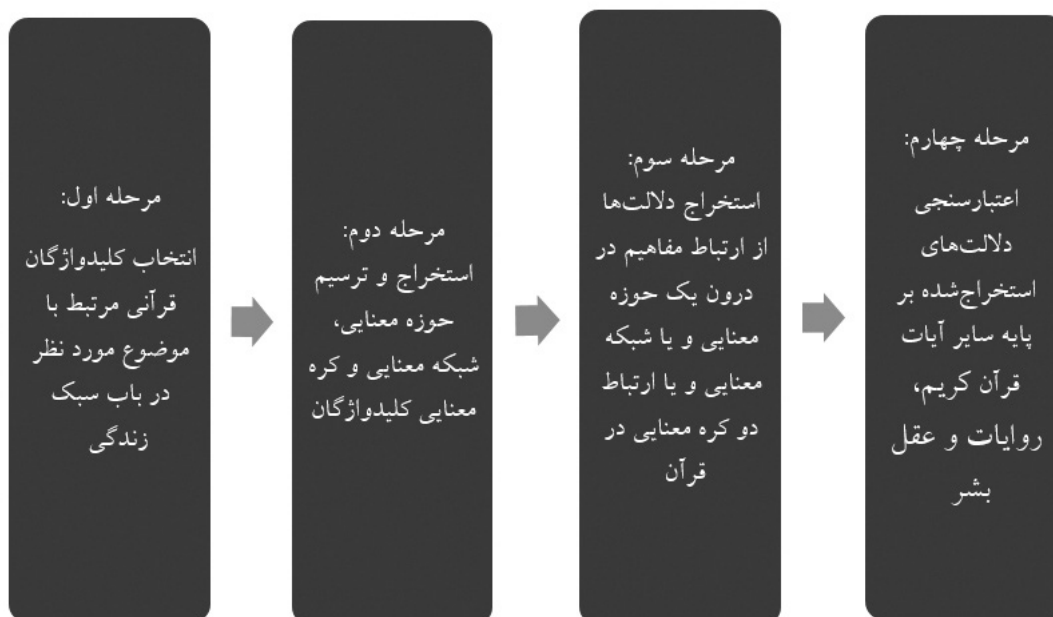 مرحله اول:
انتخاب کلیدواژگان
قرآنی مرتبط با
موضوع مورد نظر
در باب سبک
زندگی
مرحله دوم:
استخراج و ترسیم
حوزه معنایی،
شبکه معنایی و کره
معنایی کلیدواژگان
مرحله سوم:
استخراج دلالت‌ها
از ارتباط مفاهیم در
درون یک حوزه
معنایی و یا شبکه
معنایی و یا ارتباط
دو کره معنایی در
قرآن
مرحله چهارم:
اعتبارسنجی
دلالت‌های
استخراج‌شده بر
پایه سایر آیات
قرآن کریم،
روایات و عقل
بشر